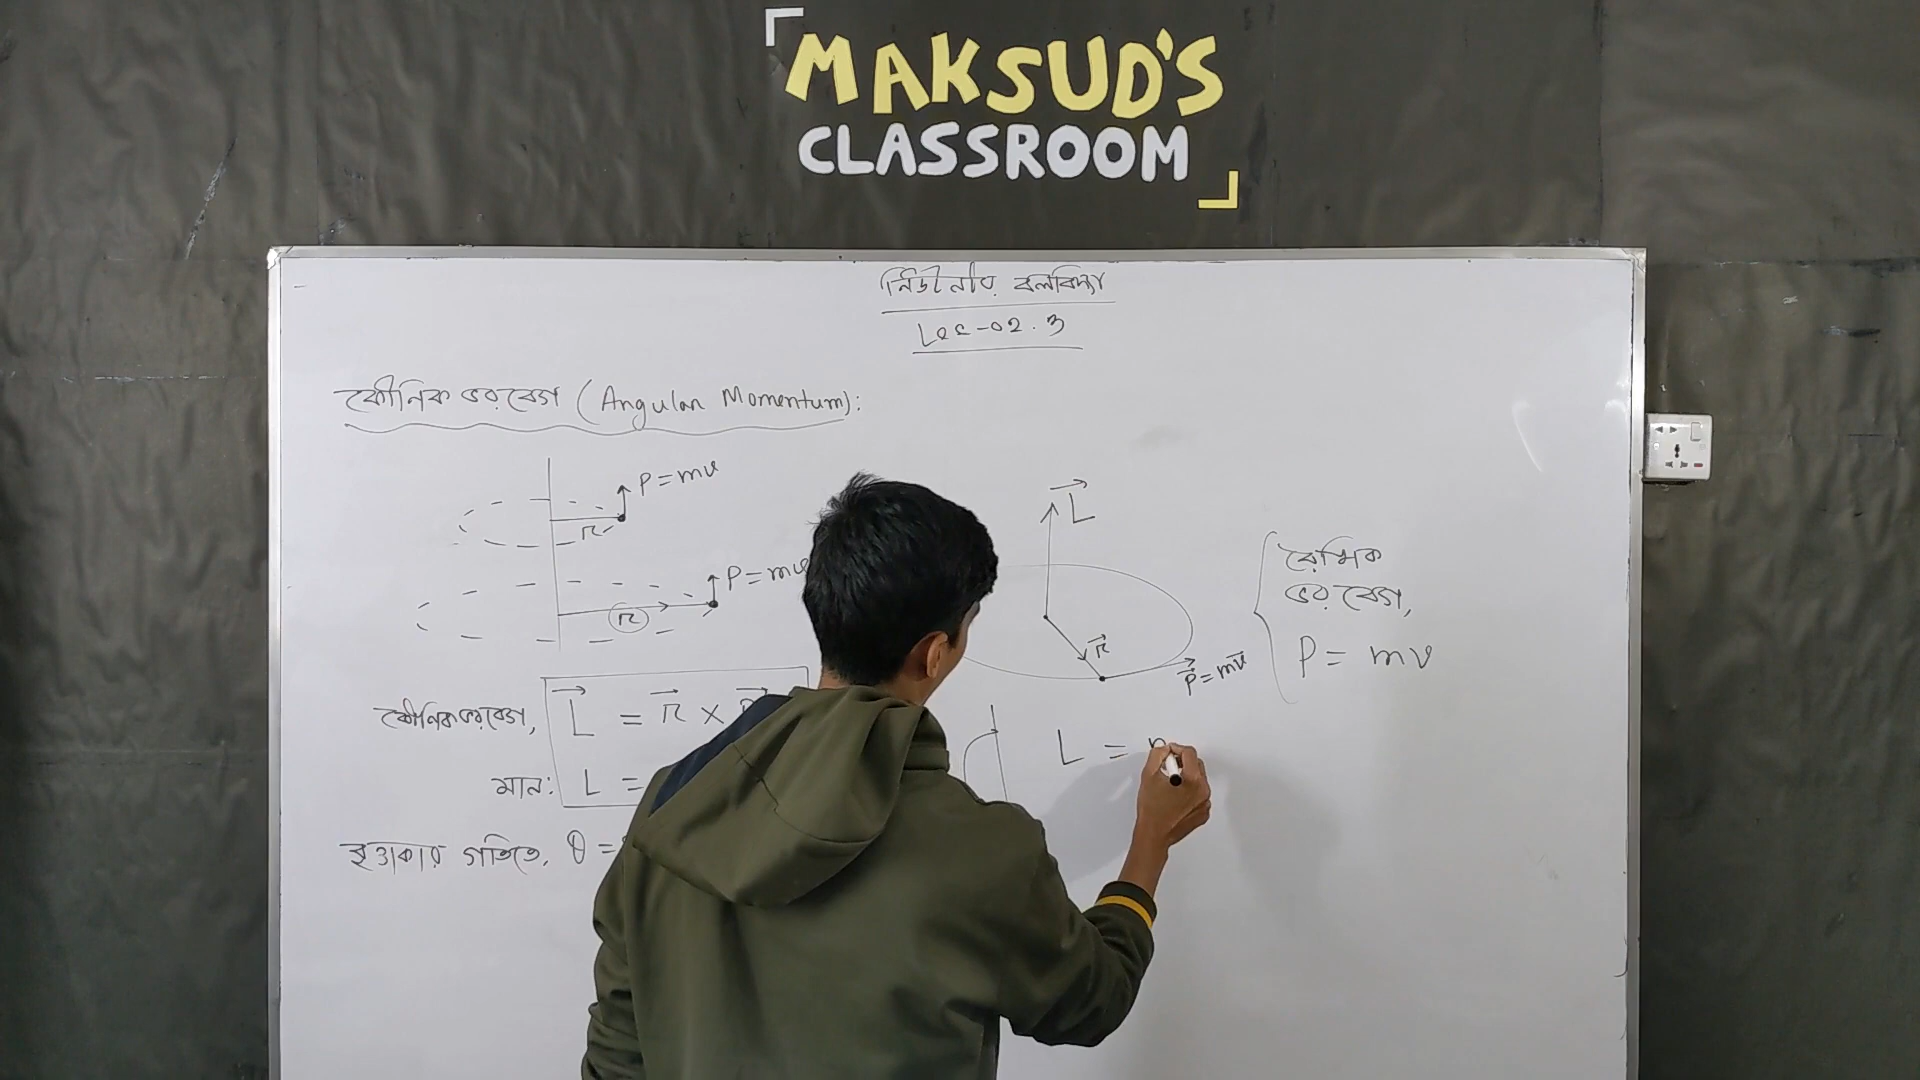 MAKSUD'S
CLASSROOM
নিউটনীয় বলবিদ্যা
Lec-02.3
কৌনিক ভরবেগ (Angular Momentum):
P = mv
r
P = mv
r
কৌনিক ভরবেগ, L = r ×
মান: L =
বৃত্তাকার গতিতে, θ =
L
r
P = mv
L =
রৈখিক
ভরবেগ,
P = mv